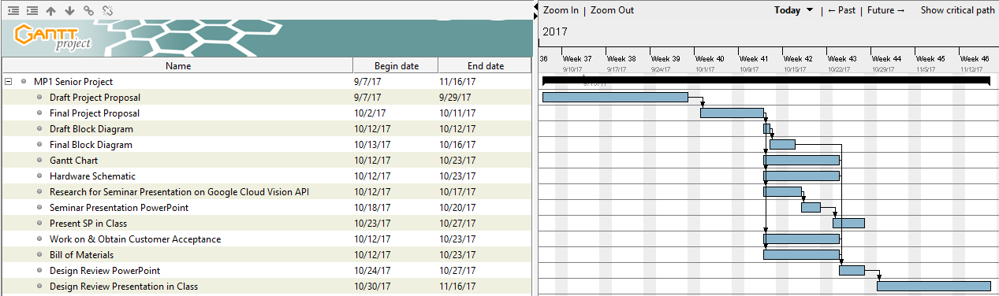 Zoom In | Zoom Out
Today ▼ | ← Past | Future → Show critical path
GANTT
project
2017
Name Begin date End date
36 Week 37 Week 38 Week 39 Week 40 Week 41 Week 42 Week 43 Week 44 Week 45 Week 46
9/10/17 9/17/17 9/24/17 10/1/17 10/8/17 10/15/17 10/22/17 10/29/17 11/5/17 11/12/17
MP1 Senior Project 9/7/17 11/16/17
Draft Project Proposal 9/7/17 9/29/17
Final Project Proposal 10/2/17 10/11/17
Draft Block Diagram 10/12/17 10/12/17
Final Block Diagram 10/13/17 10/16/17
Gantt Chart 10/12/17 10/23/17
Hardware Schematic 10/12/17 10/23/17
Research for Seminar Presentation on Google Cloud Vision API 10/12/17 10/17/17
Seminar Presentation PowerPoint 10/18/17 10/20/17
Present SP in Class 10/23/17 10/27/17
Work on & Obtain Customer Acceptance 10/12/17 10/23/17
Bill of Materials 10/12/17 10/23/17
Design Review PowerPoint 10/24/17 10/27/17
Design Review Presentation in Class 10/30/17 11/16/17